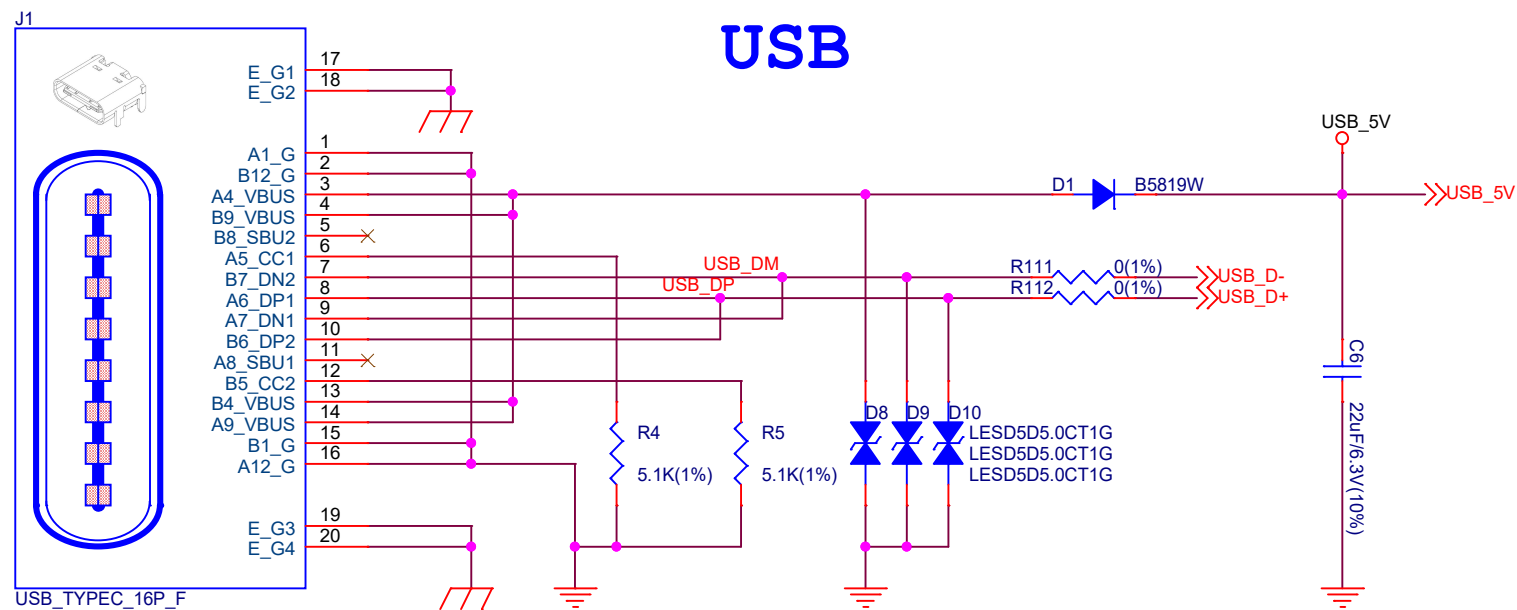 J1
USB
E_G1 17
E_G2 18
A1_G 1
B12_G 2
A4_VBUS 3
B9_VBUS 4
B8_SBU2 5
A5_CC1 6
B7_DN2 7
A6_DP1 8
A7_DN1 9
B6_DP2 10
A8_SBU1 11
B5_CC2 12
B4_VBUS 13
A9_VBUS 14
B1_G 15
A12_G 16
E_G3 19
E_G4 20
USB_TYPEC_16P_F
USB_5V
D1 B5819W
USB_5V
USB_DM
R111 0(1%) USB_D-
USB_DP
R112 0(1%) USB_D+
R4
5.1K(1%)
R5
5.1K(1%)
D8 D9 D10
LESD5D5.0CT1G
LESD5D5.0CT1G
LESD5D5.0CT1G
C6
22uF/6.3V(10%)